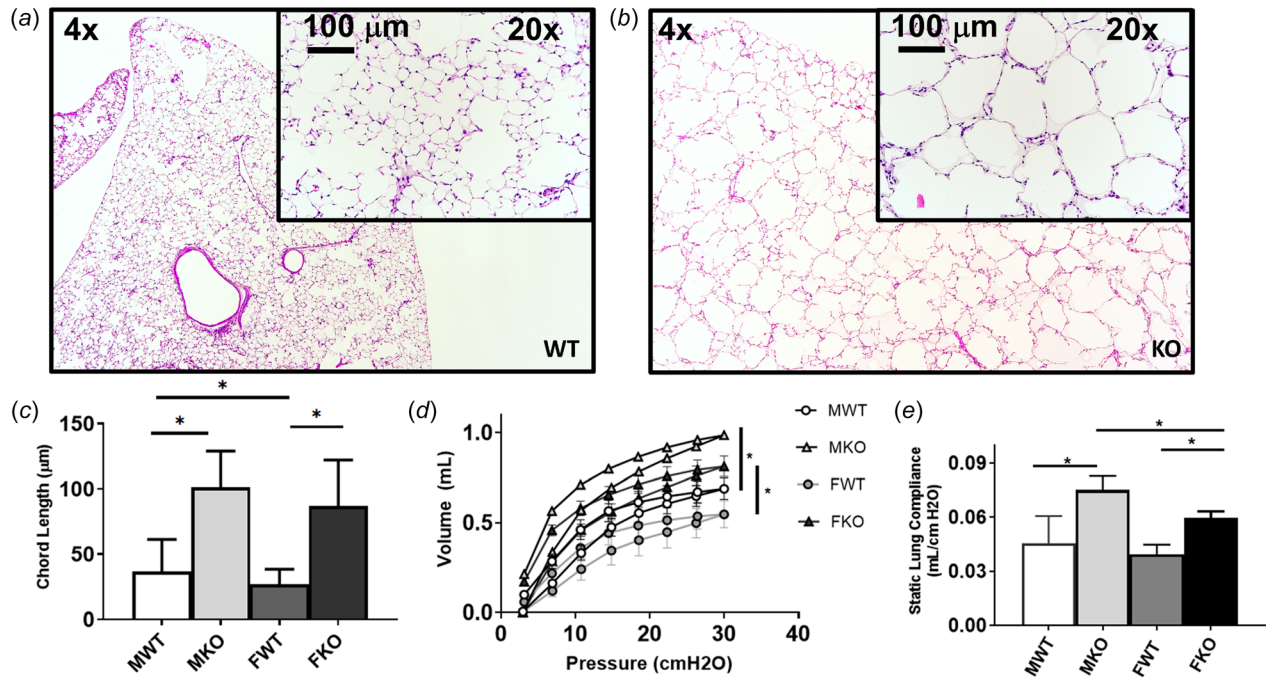 (a)
4x
100 μm
20x
WT
(b)
4x
100 μm
20x
KO
(c)
Chord Length (μm)
150
100
50
0
*
*
*
MWT
MKO
FWT
FKO
(d)
Volume (mL)
1.0
0.5
0.0
0
10
20
30
40
Pressure (cmH2O)
*
*
MWT
MKO
FWT
FKO
(e)
Static Lung Compliance
(mL/cm H2O)
0.09
0.06
0.03
0.00
*
*
*
MWT
MKO
FWT
FKO